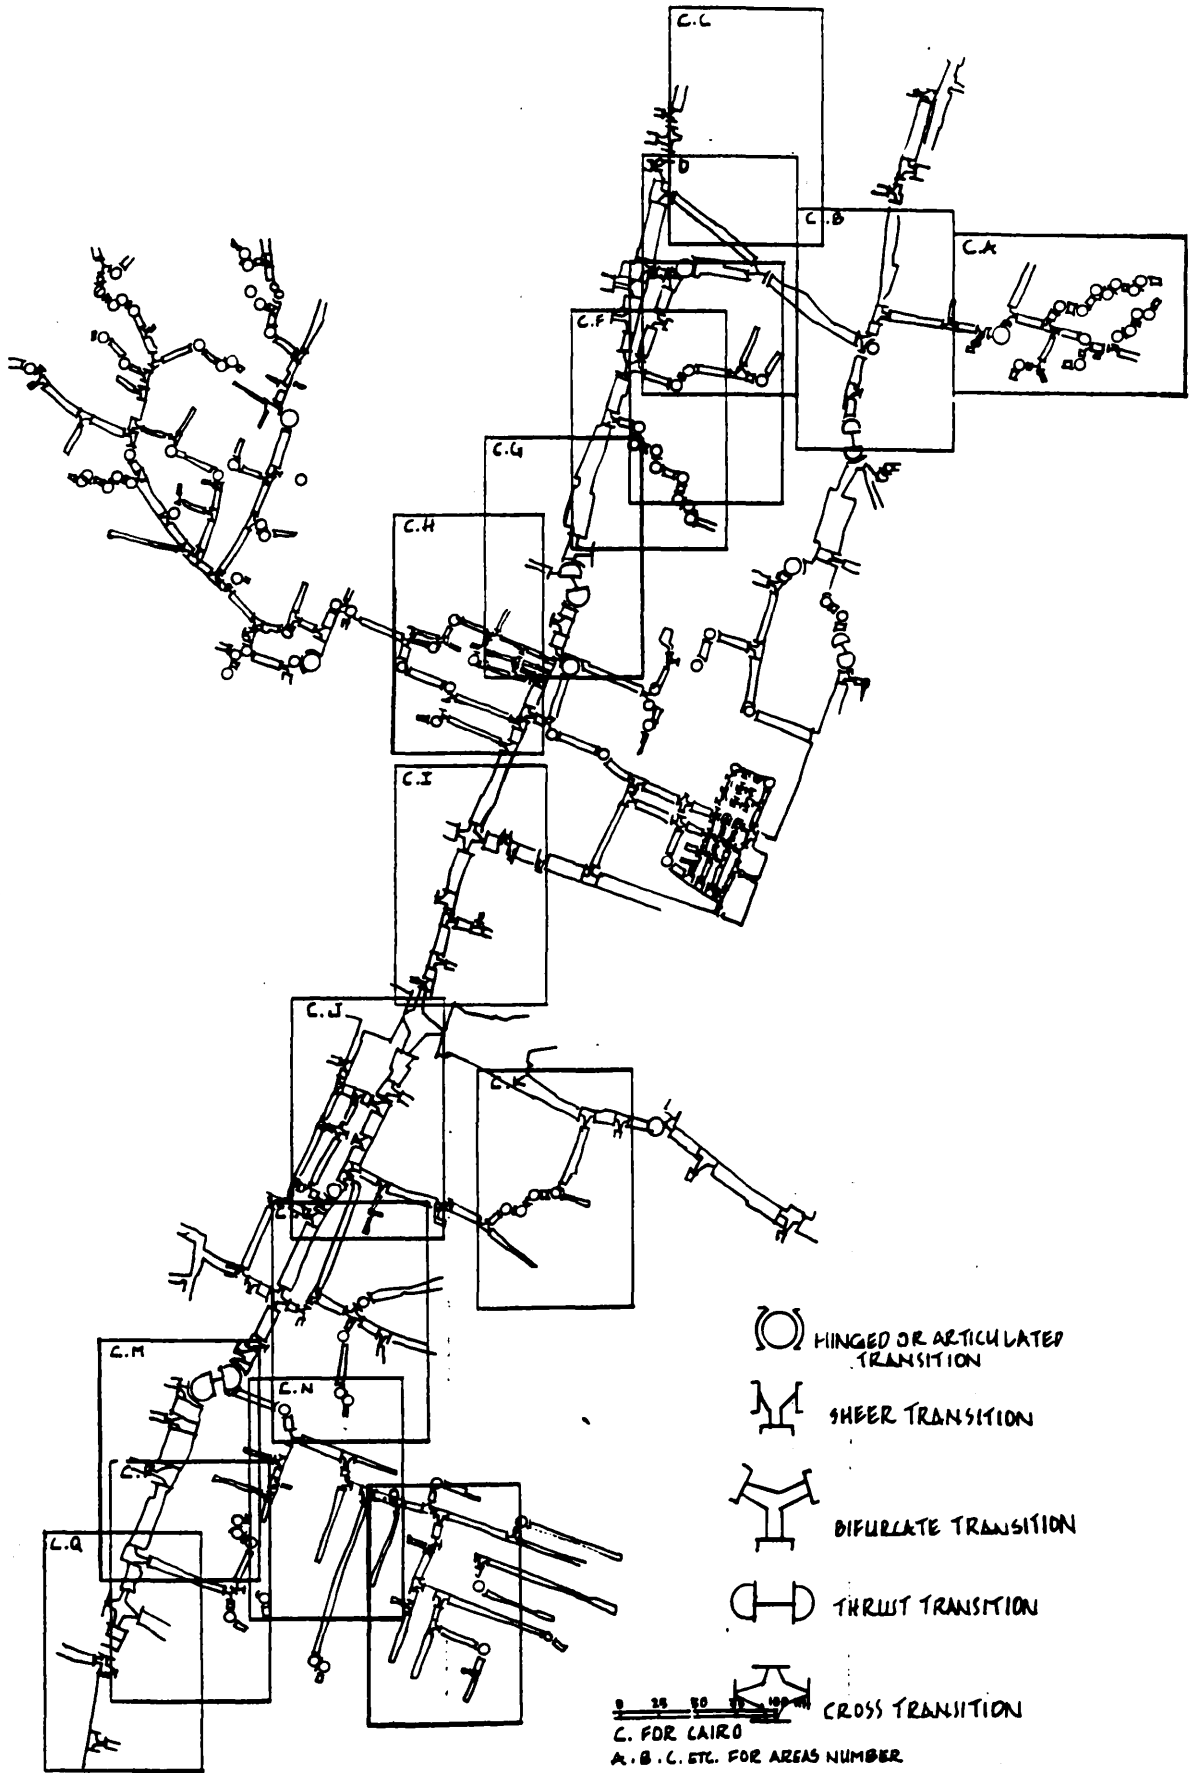 C.C
D
C.B
C.A
C.F
C.G
C.H
C.I
C.J
C.M
C.N
C.Q
HINGED OR ARTICULATED
TRANSITION
SHEER TRANSITION
BIFURCATE TRANSITION
THRUST TRANSITION
CROSS TRANSITION
0 25 50
C. FOR CAIRO
A.B.C. ETC. FOR AREAS NUMBER